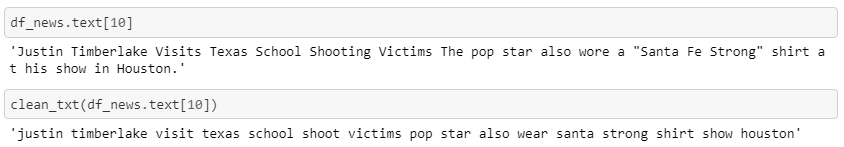 df_news.text[10]
'Justin Timberlake Visits Texas School Shooting Victims The pop star also wore a "Santa Fe Strong" shirt a
t his show in Houston.'
clean_txt(df_news.text[10])
'justin timberlake visit texas school shoot victims pop star also wear santa strong shirt show houston'